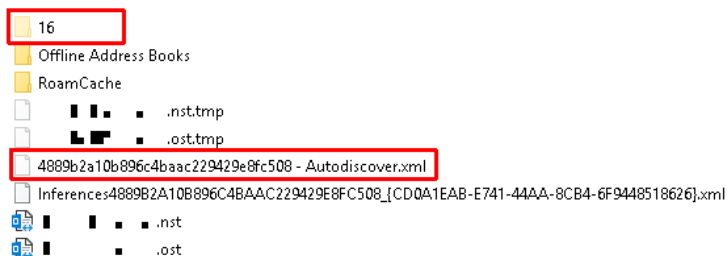 16
Offline Address Books
RoamCache
.nst.tmp
.ost.tmp
4889b2a10b896c4baac229429e8fc508 - Autodiscover.xml
Inferences4889B2A10B896C4BAAC229429E8FC508_{CD0A1EAB-E741-44AA-8CB4-6F9448518626}.xml
.nst
.ost